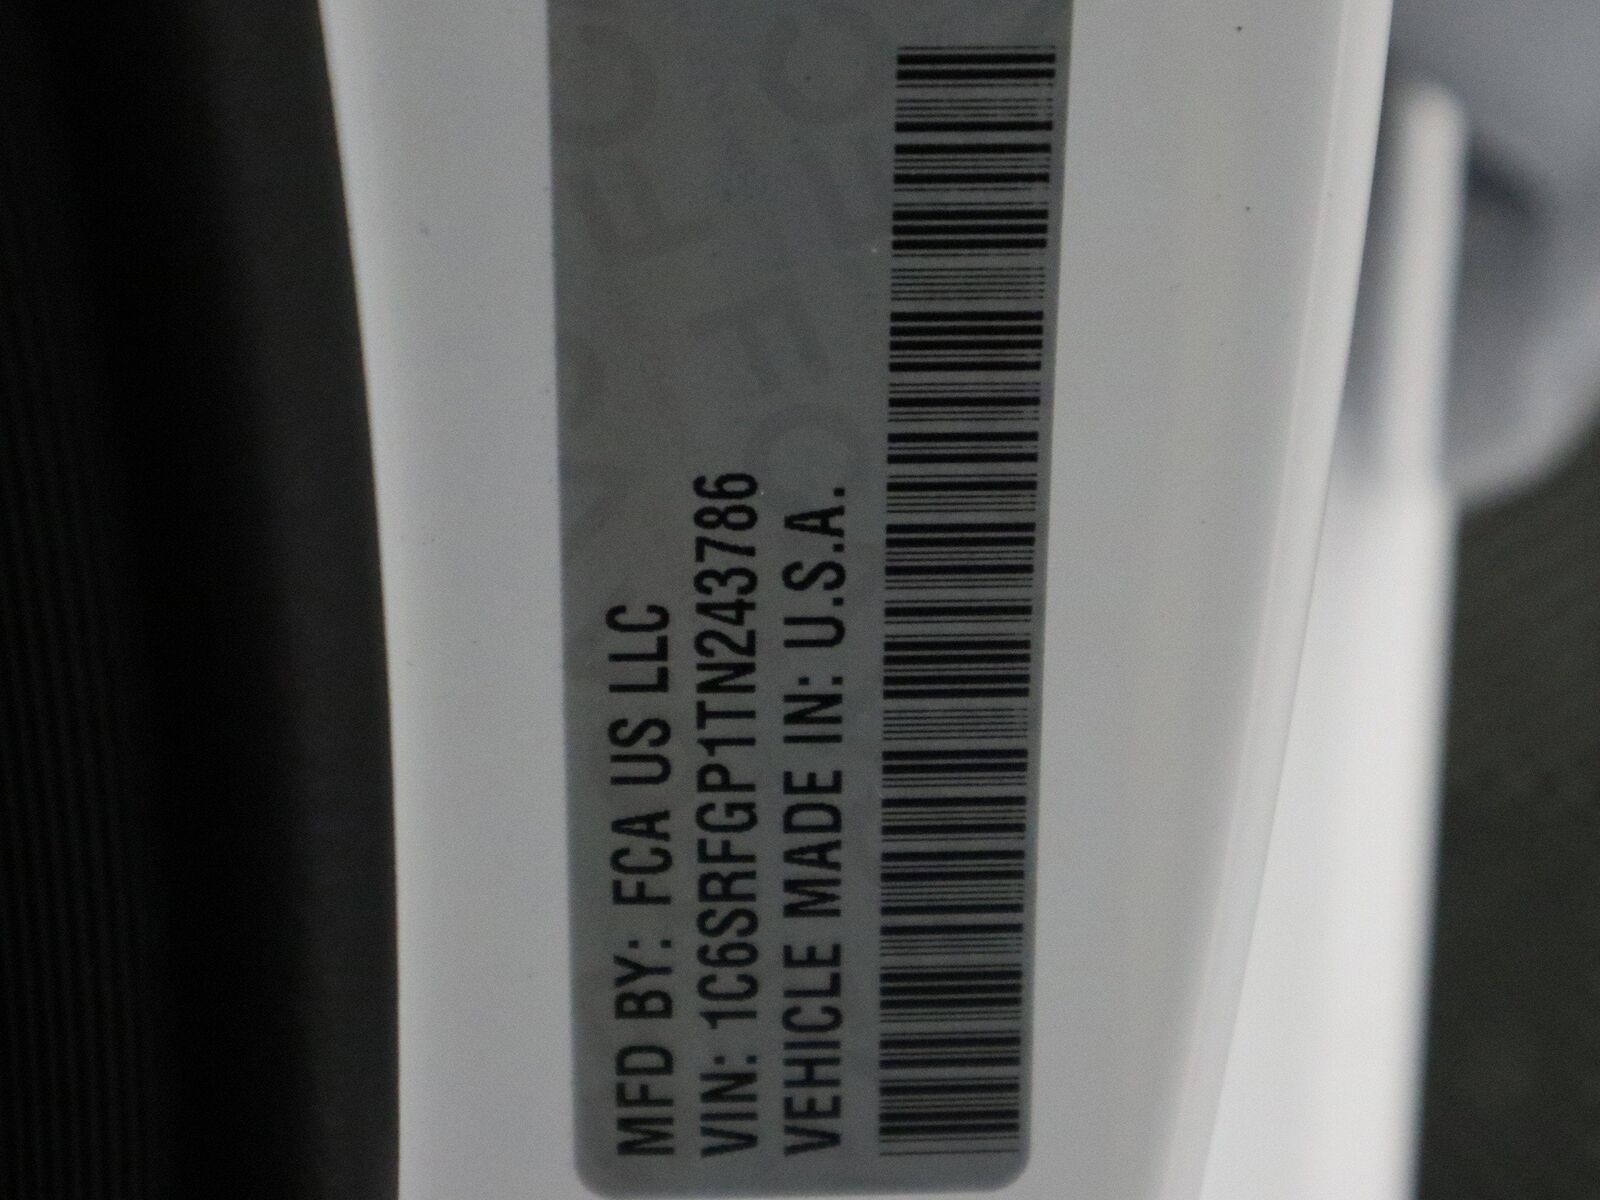 MFD BY: FCA US LLC
VIN: 1C6SRFGP1TN243786
VEHICLE MADE IN: U.S.A.